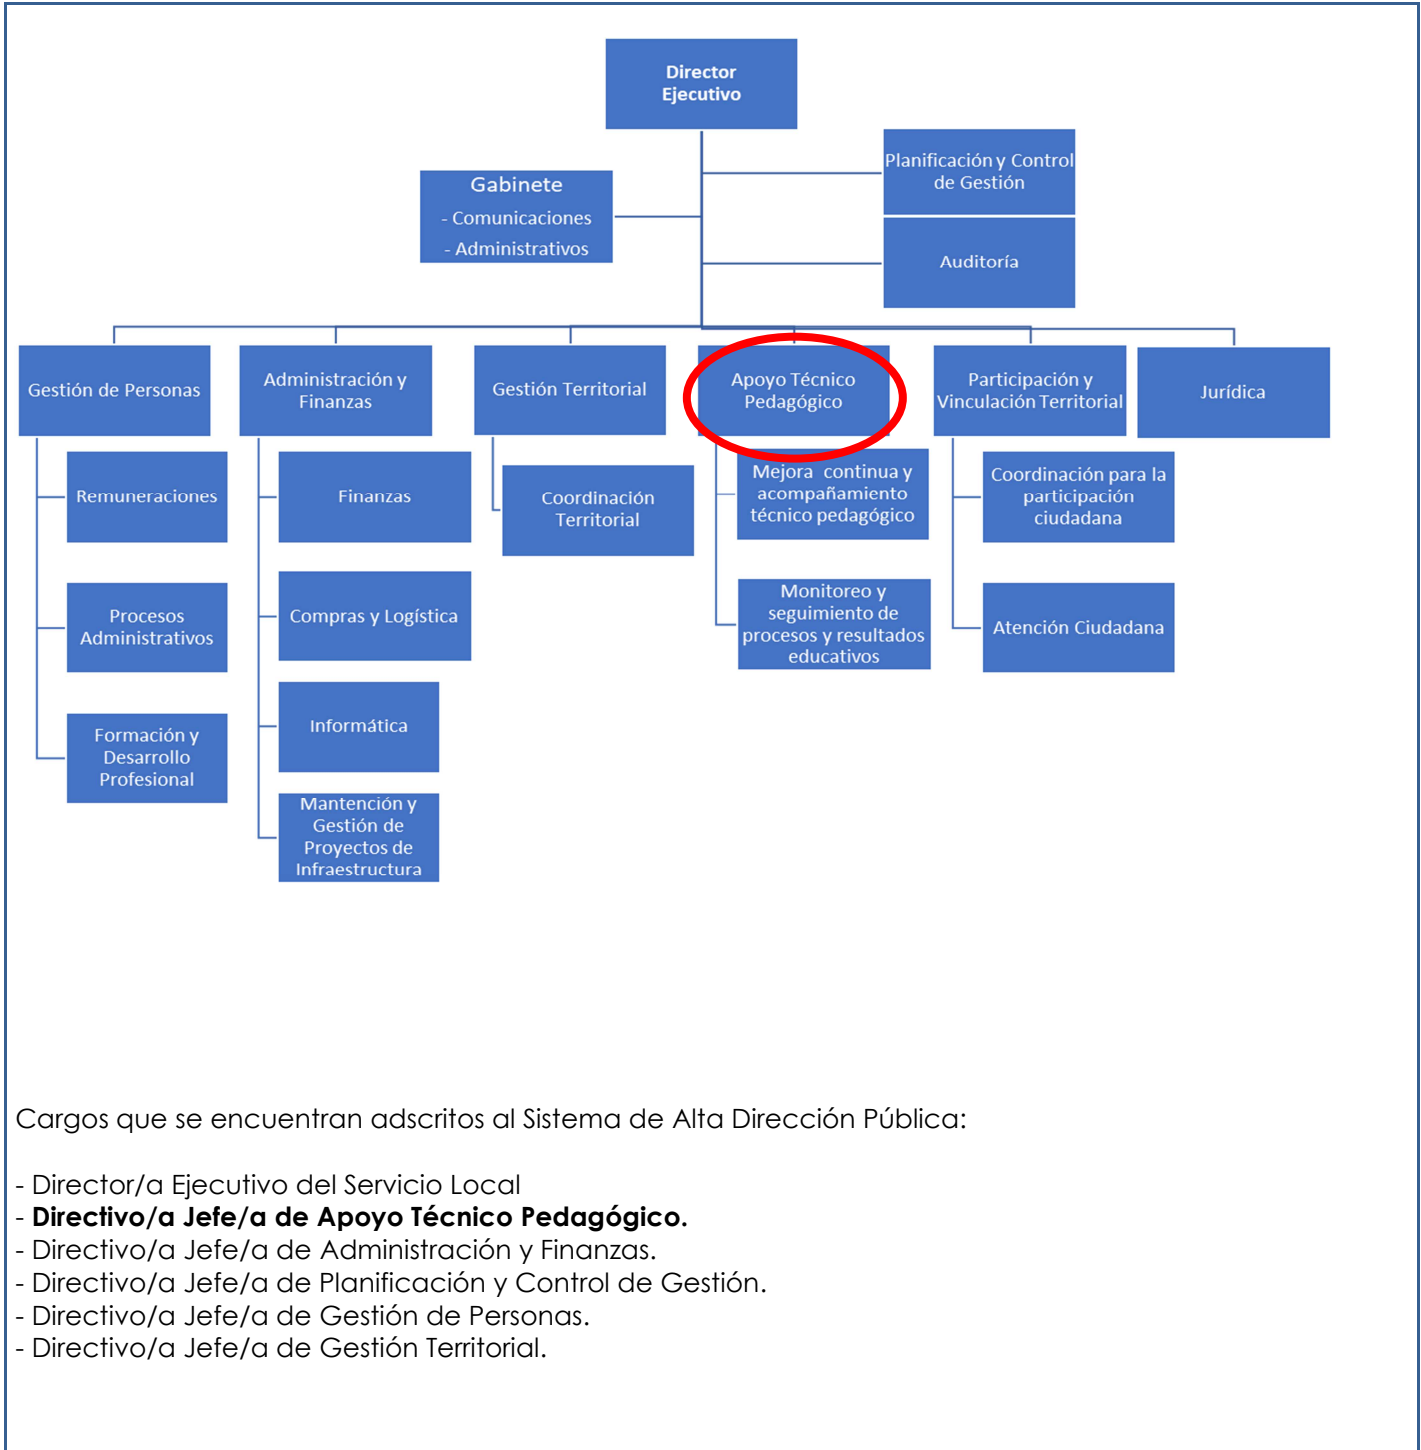 Director
Ejecutivo
Planificación y Control
de Gestión
Gabinete
- Comunicaciones
- Administrativos
Auditoría
Gestión de Personas
Administración y
Finanzas
Gestión Territorial
Apoyo Técnico
Pedagógico
Participación y
Vinculación Territorial
Jurídica
Remuneraciones
Procesos
Administrativos
Formación y
Desarrollo
Profesional
Finanzas
Compras y Logística
Informática
Mantención y
Gestión de
Proyectos de
Infraestructura
Coordinación
Territorial
Mejora continua y
acompañamiento
técnico pedagógico
Monitoreo y
seguimiento de
procesos y resultados
educativos
Coordinación para la
participación
ciudadana
Atención Ciudadana
Cargos que se encuentran adscritos al Sistema de Alta Dirección Pública:
- Director/a Ejecutivo del Servicio Local
- Directivo/a Jefe/a de Apoyo Técnico Pedagógico.
- Directivo/a Jefe/a de Administración y Finanzas.
- Directivo/a Jefe/a de Planificación y Control de Gestión.
- Directivo/a Jefe/a de Gestión de Personas.
- Directivo/a Jefe/a de Gestión Territorial.